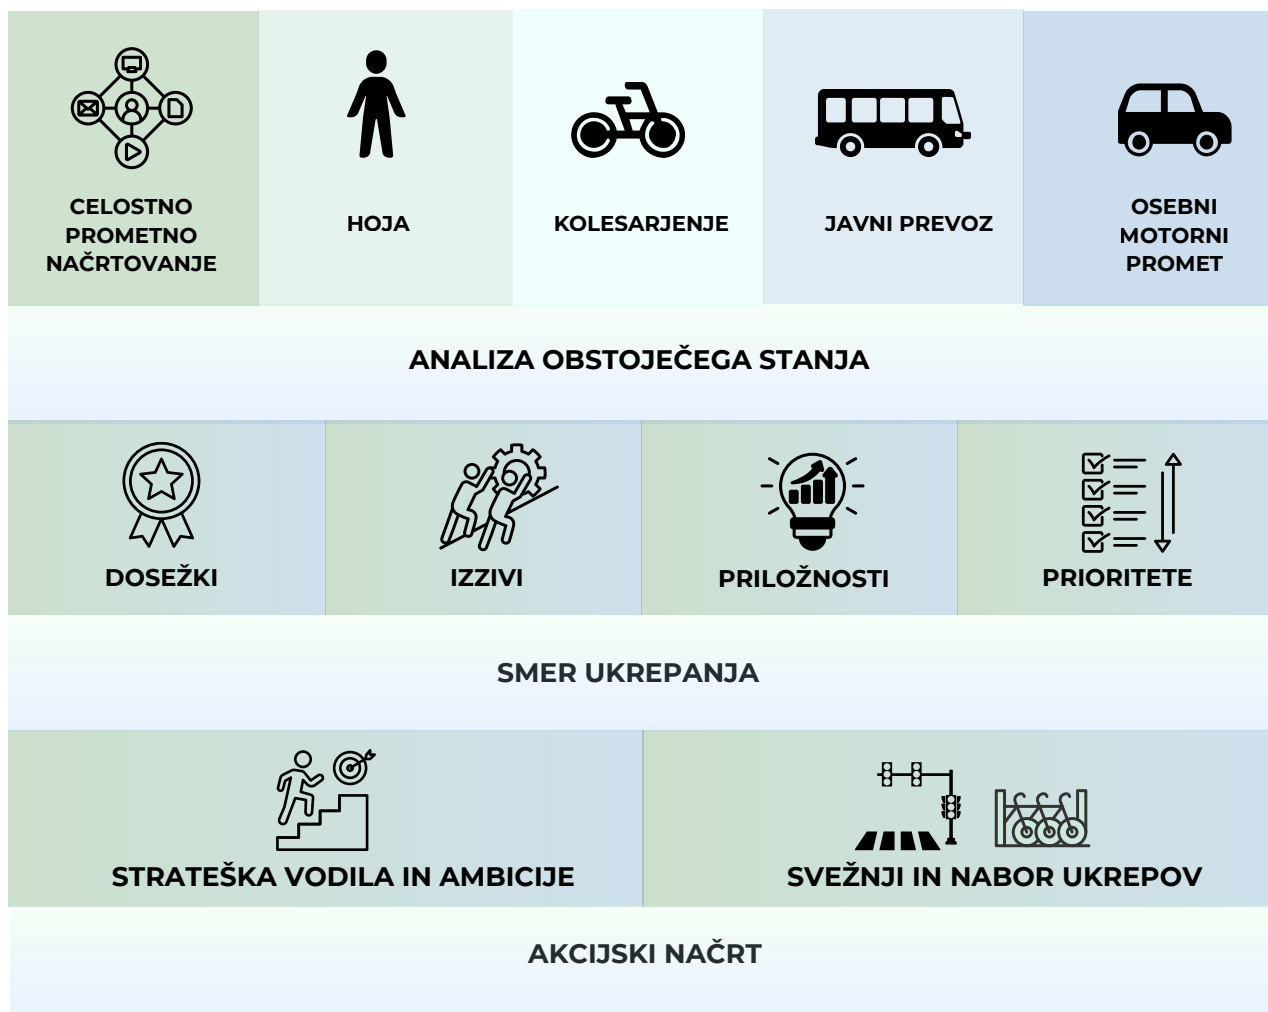 CELOSTNO
PROMETNO
NAČRTOVANJE
HOJA
KOLESARJENJE
JAVNI PREVOZ
OSEBNI
MOTORNI
PROMET
ANALIZA OBSTOJEČEGA STANJA
DOSEŽKI
IZZIVI
PRILOŽNOSTI
PRIORITETE
SMER UKREPANJA
STRATEŠKA VODILA IN AMBICIJE
SVEŽNJI IN NABOR UKREPOV
AKCIJSKI NAČRT